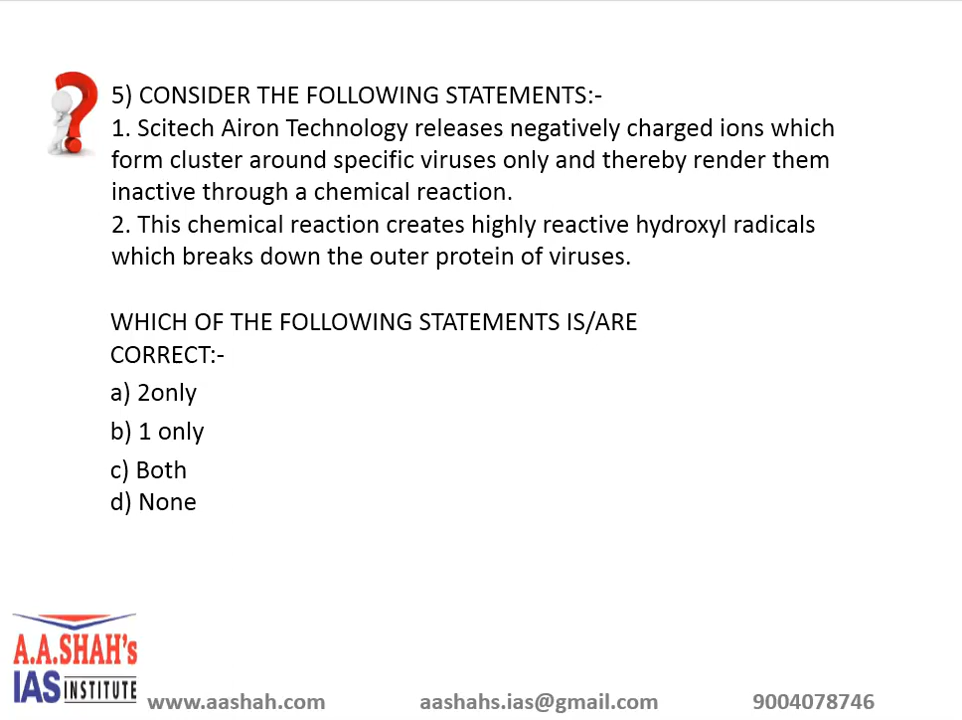 5) CONSIDER THE FOLLOWING STATEMENTS:-
1. Scitech Airon Technology releases negatively charged ions which
form cluster around specific viruses only and thereby render them
inactive through a chemical reaction.
2. This chemical reaction creates highly reactive hydroxyl radicals
which breaks down the outer protein of viruses.
WHICH OF THE FOLLOWING STATEMENTS IS/ARE
CORRECT:-
a) 2only
b) 1 only
c) Both
d) None
A.A.SHAH's
IAS INSTITUTE
www.aashah.com aashahs.ias@gmail.com 9004078746